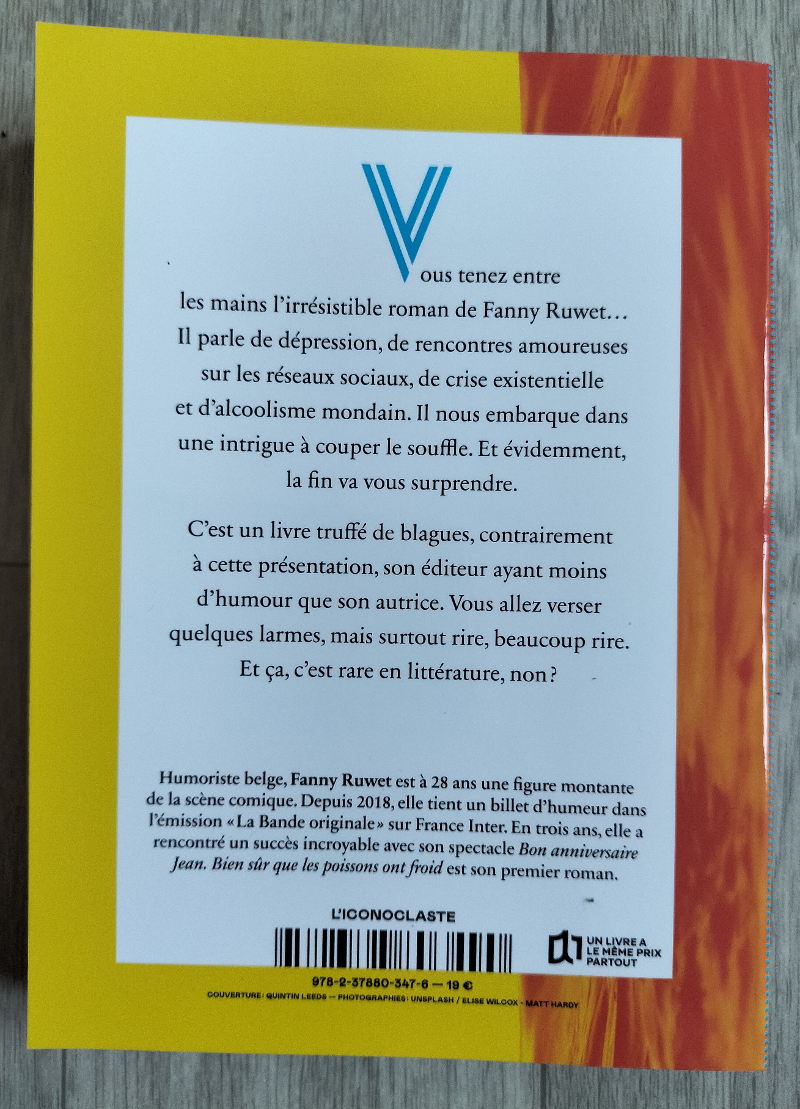 Vous tenez entre
les mains l'irrésistible roman de Fanny Ruwet...
Il parle de dépression, de rencontres amoureuses
sur les réseaux sociaux, de crise existentielle
et d'alcoolisme mondain. Il nous embarque dans
une intrigue à couper le souffle. Et évidemment,
la fin va vous surprendre.
C'est un livre truffé de blagues, contrairement
à cette présentation, son éditeur ayant moins
d'humour que son autrice. Vous allez verser
quelques larmes, mais surtout rire, beaucoup rire.
Et ça, c'est rare en littérature, non ?
Humoriste belge, Fanny Ruwet est à 28 ans une figure montante
de la scène comique. Depuis 2018, elle tient un billet d'humeur dans
l'émission «La Bande originale» sur France Inter. En trois ans, elle a
rencontré un succès incroyable avec son spectacle Bon anniversaire
Jean. Bien sûr que les poissons ont froid est son premier roman.
L'ICONOCLASTE
UN LIVRE A
LE MÊME PRIX
PARTOUT
978-2-37880-347-6 — 19 €
COUVERTURE : QUINTIN LEEDS — PHOTOGRAPHIES : UNSPLASH / ELISE WILCOX - MATT HARDY